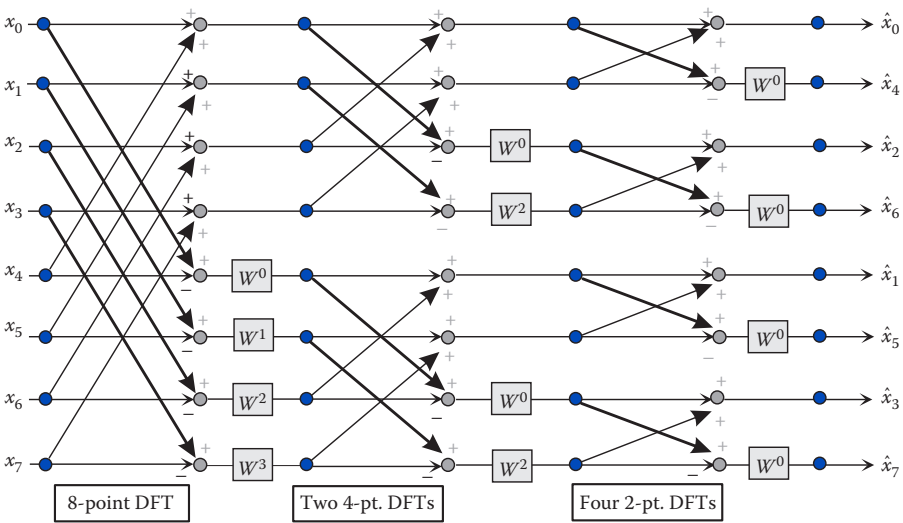 x₀ + + + x̂₀
+ + +
x₁ + + + x̂₄
+ + − W⁰
x₂ + + + x̂₂
+ − W⁰ +
x₃ + + + x̂₆
+ − W² − W⁰
x₄ + + + x̂₁
− W⁰ + +
x₅ + + + x̂₅
− W¹ + − W⁰
x₆ + + + x̂₃
− W² − W⁰ +
x₇ + + + x̂₇
− W³ − W² − W⁰
8-point DFT Two 4-pt. DFTs Four 2-pt. DFTs